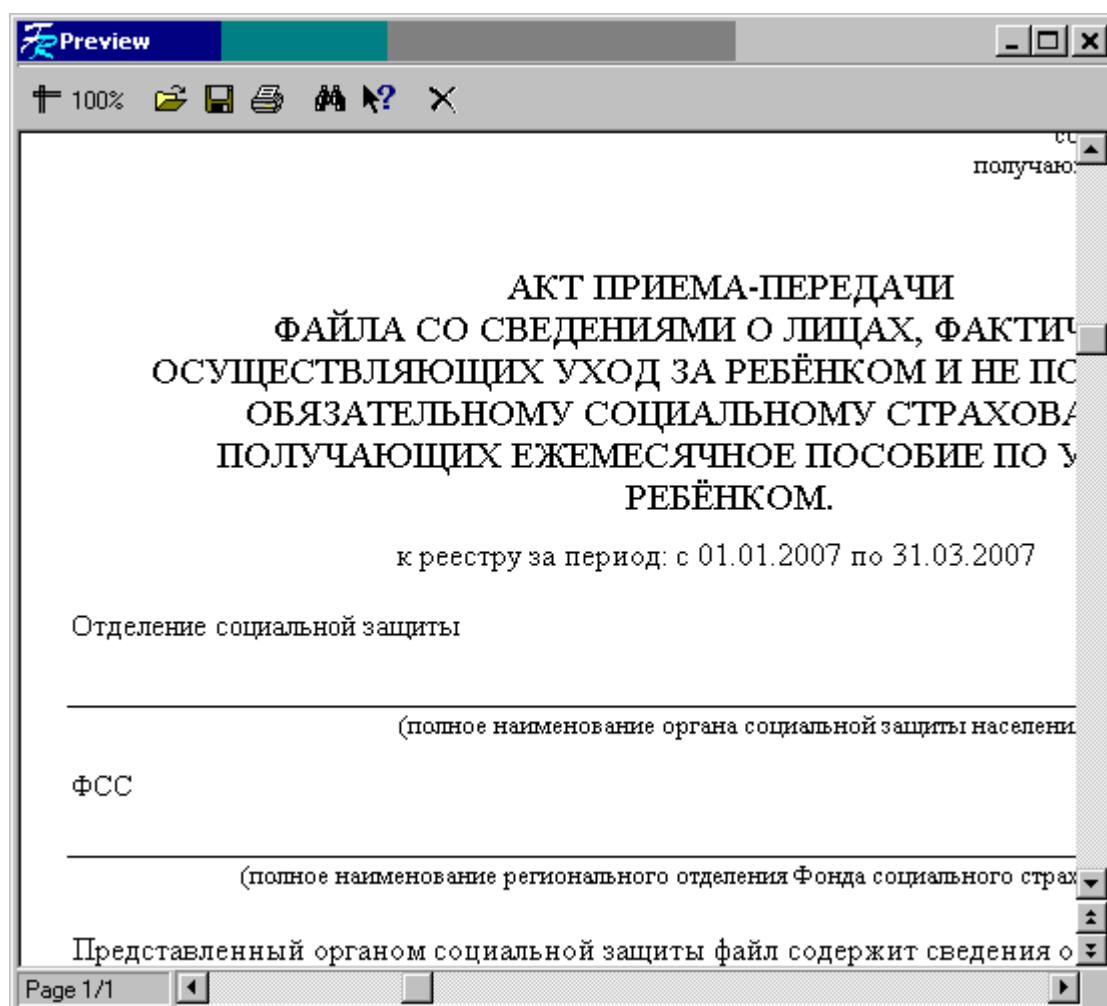 Preview
100%
получаю
АКТ ПРИЕМА-ПЕРЕДАЧИ
ФАЙЛА СО СВЕДЕНИЯМИ О ЛИЦАХ, ФАКТИЧ
ОСУЩЕСТВЛЯЮЩИХ УХОД ЗА РЕБЁНКОМ И НЕ ПО
ОБЯЗАТЕЛЬНОМУ СОЦИАЛЬНОМУ СТРАХОВА
ПОЛУЧАЮЩИХ ЕЖЕМЕСЯЧНОЕ ПОСОБИЕ ПО У
РЕБЁНКОМ.
к реестру за период: с 01.01.2007 по 31.03.2007
Отделение социальной защиты
(полное наименование органа социальной защиты населени
ФСС
(полное наименование регионального отделения Фонда социального страх
Представленный органом социальной защиты файл содержит сведения о
Page 1/1